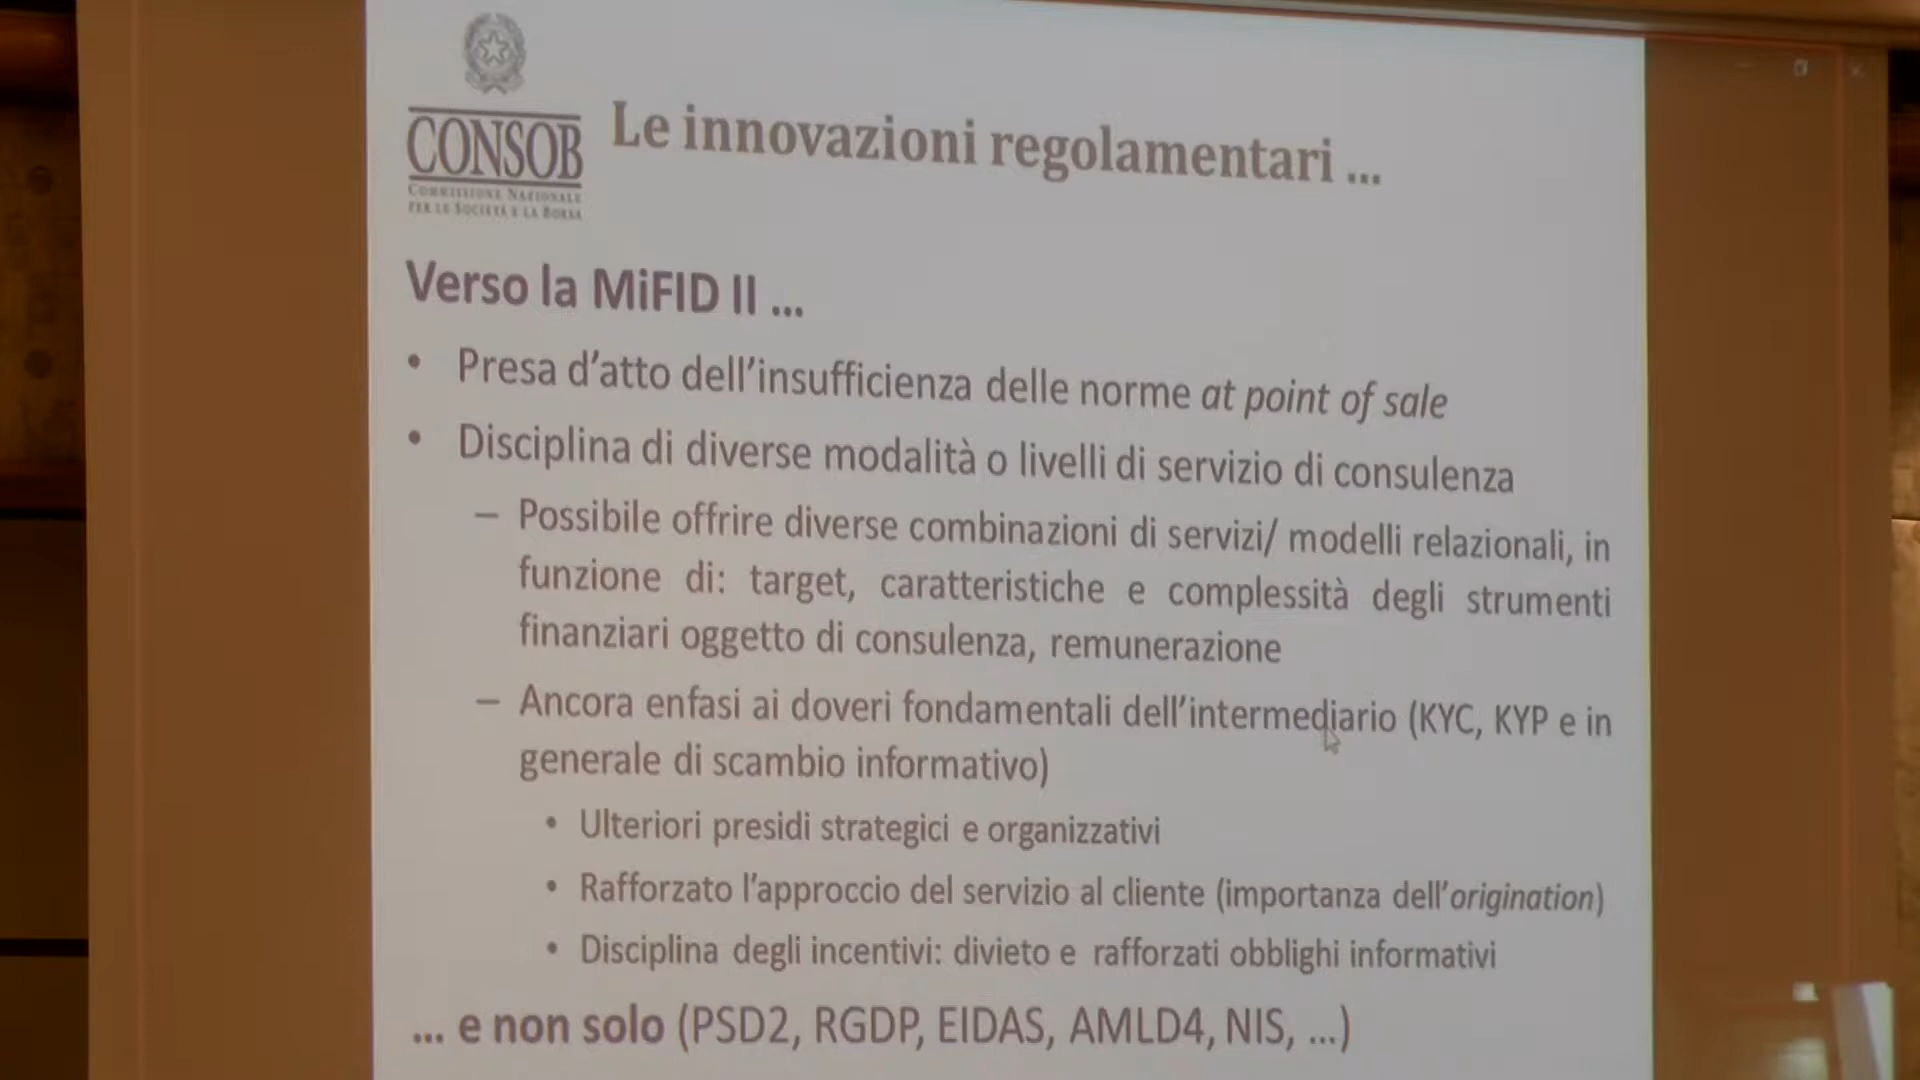 CONSOB
COMMISSIONE NAZIONALE
PER LE SOCIETÀ E LA BORSA
Le innovazioni regolamentari ...
Verso la MiFID II ...
• Presa d'atto dell'insufficienza delle norme at point of sale
• Disciplina di diverse modalità o livelli di servizio di consulenza
– Possibile offrire diverse combinazioni di servizi/ modelli relazionali, in
funzione di: target, caratteristiche e complessità degli strumenti
finanziari oggetto di consulenza, remunerazione
– Ancora enfasi ai doveri fondamentali dell'intermediario (KYC, KYP e in
generale di scambio informativo)
• Ulteriori presidi strategici e organizzativi
• Rafforzato l'approccio del servizio al cliente (importanza dell'origination)
• Disciplina degli incentivi: divieto e rafforzati obblighi informativi
... e non solo (PSD2, RGDP, EIDAS, AMLD4, NIS, ...)